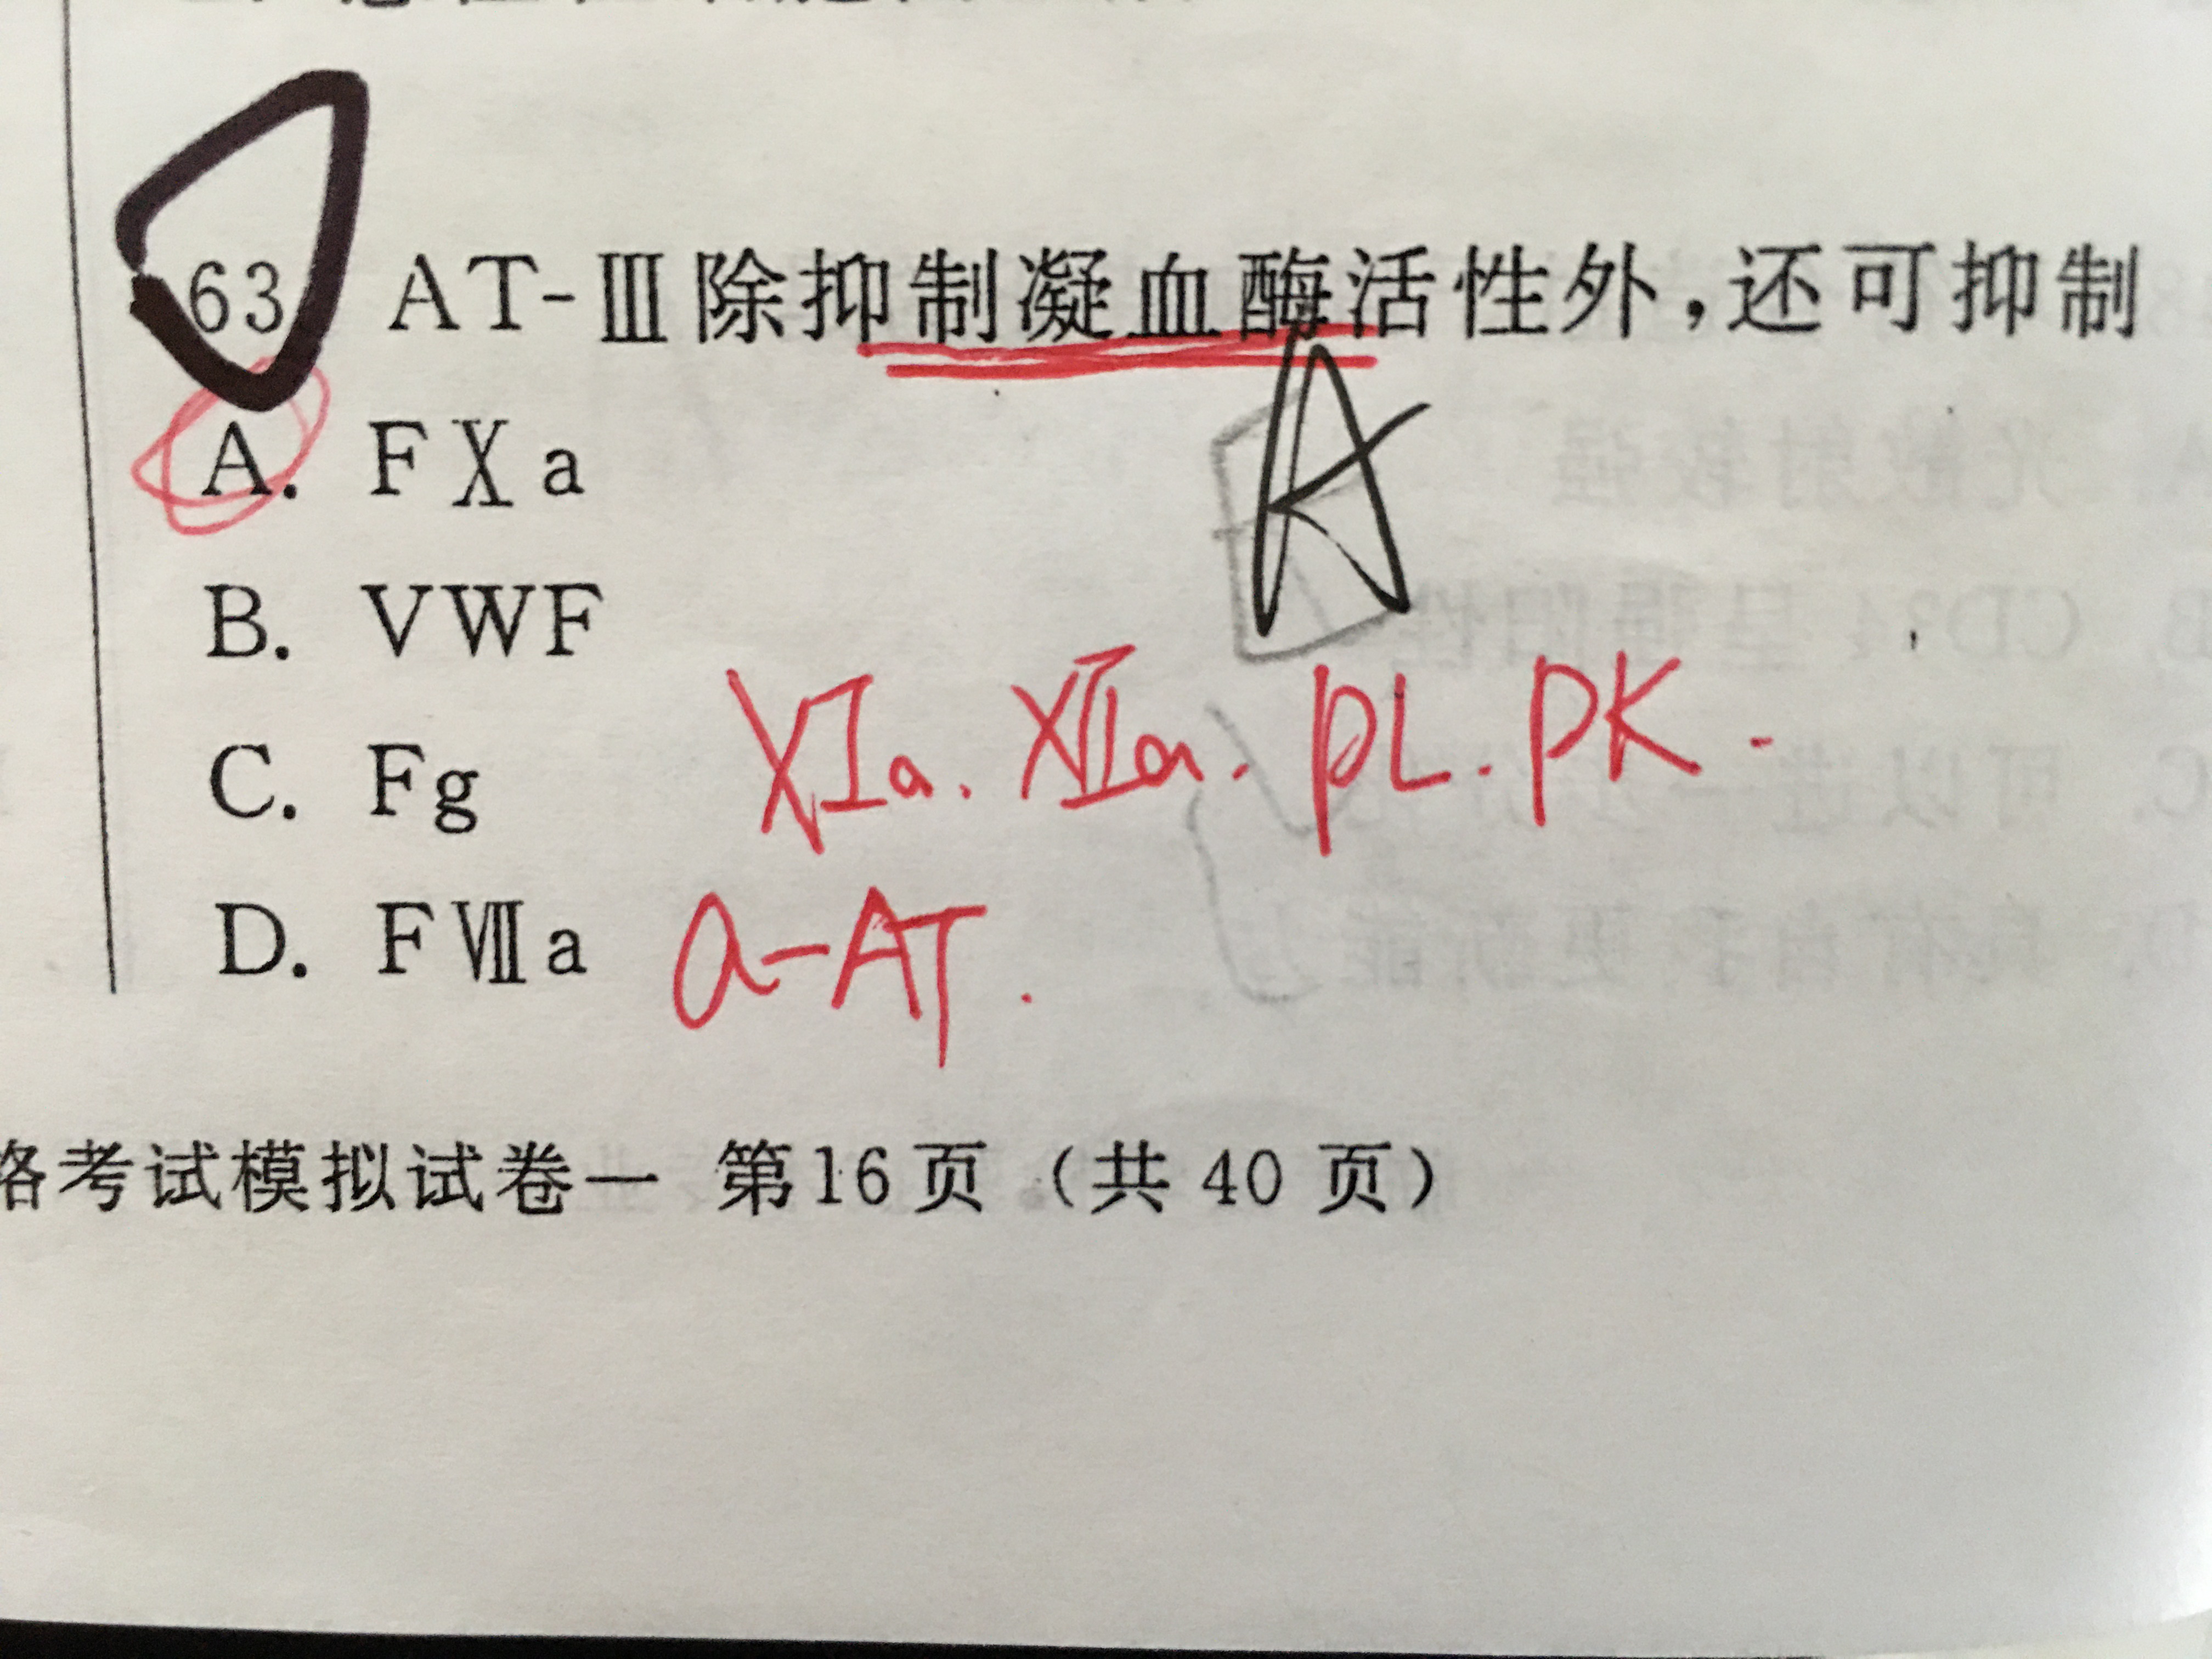 63 AT-Ⅲ除抑制凝血酶活性外,还可抑制
A. FⅩa
B. VWF
C. Fg
D. FⅦa
XIa. XIIa. PL. PK.
α-AT.
格考试模拟试卷一 第16页(共 40 页)